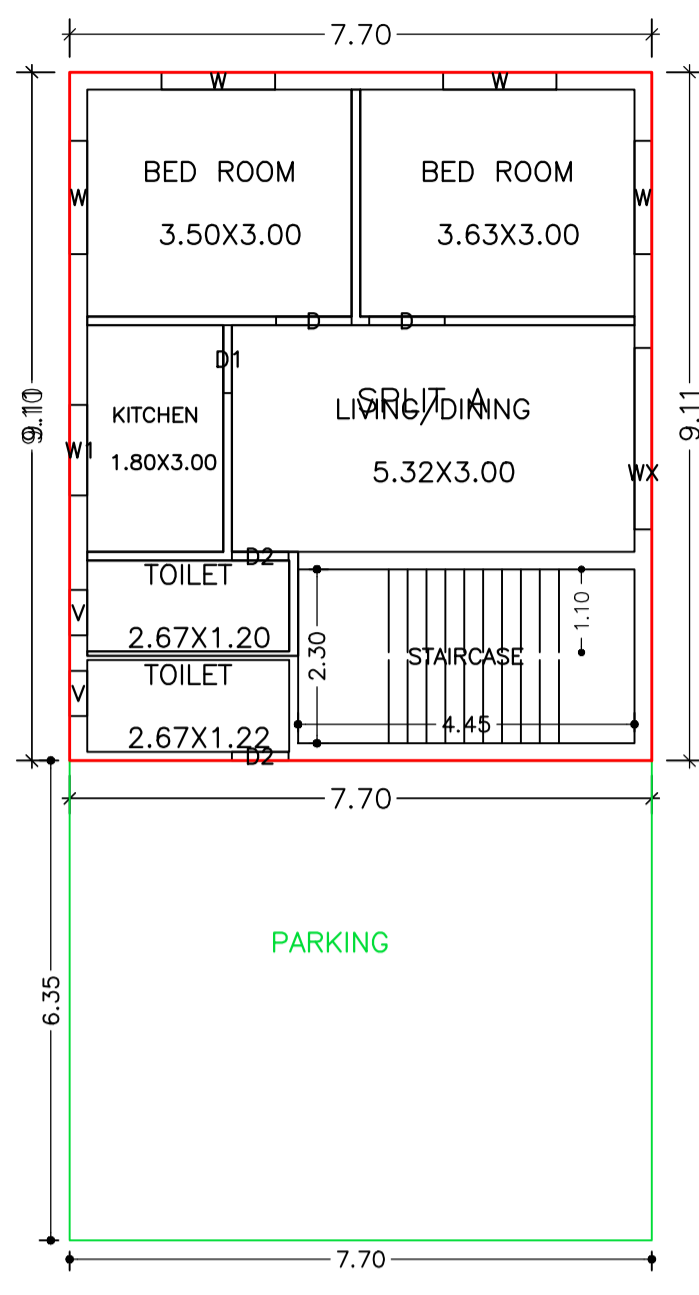 7.70
W
W
BED ROOM
BED ROOM
W
W
3.50X3.00
3.63X3.00
D
D
D1
SPLIT A
9.11
KITCHEN
LIVING/DINING
W1
1.80X3.00
5.32X3.00
WX
D2
TOILET
V
1.10
2.67X1.20
2.30
STAIRCASE
TOILET
V
4.45
2.67X1.22
D2
7.70
PARKING
6.35
7.70